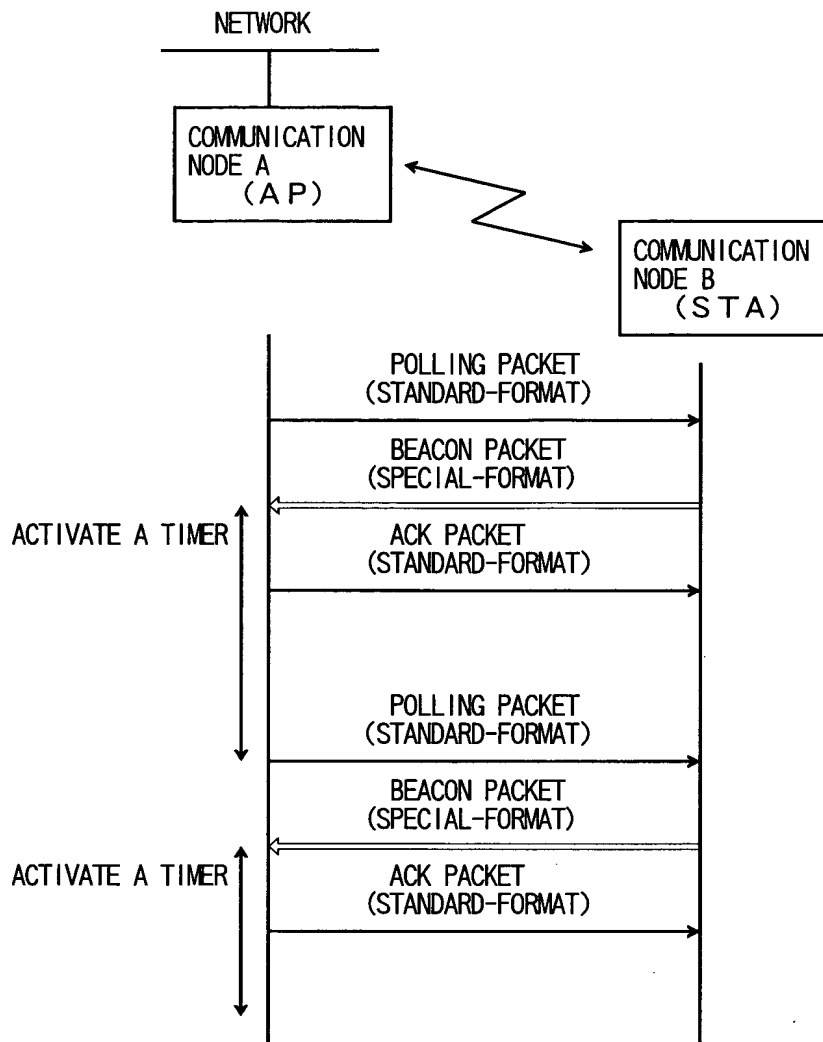 NETWORK
COMMUNICATION
NODE A
(AP)
COMMUNICATION
NODE B
(STA)
POLLING PACKET
(STANDARD-FORMAT)
BEACON PACKET
(SPECIAL-FORMAT)
ACTIVATE A TIMER
ACK PACKET
(STANDARD-FORMAT)
POLLING PACKET
(STANDARD-FORMAT)
BEACON PACKET
(SPECIAL-FORMAT)
ACTIVATE A TIMER
ACK PACKET
(STANDARD-FORMAT)